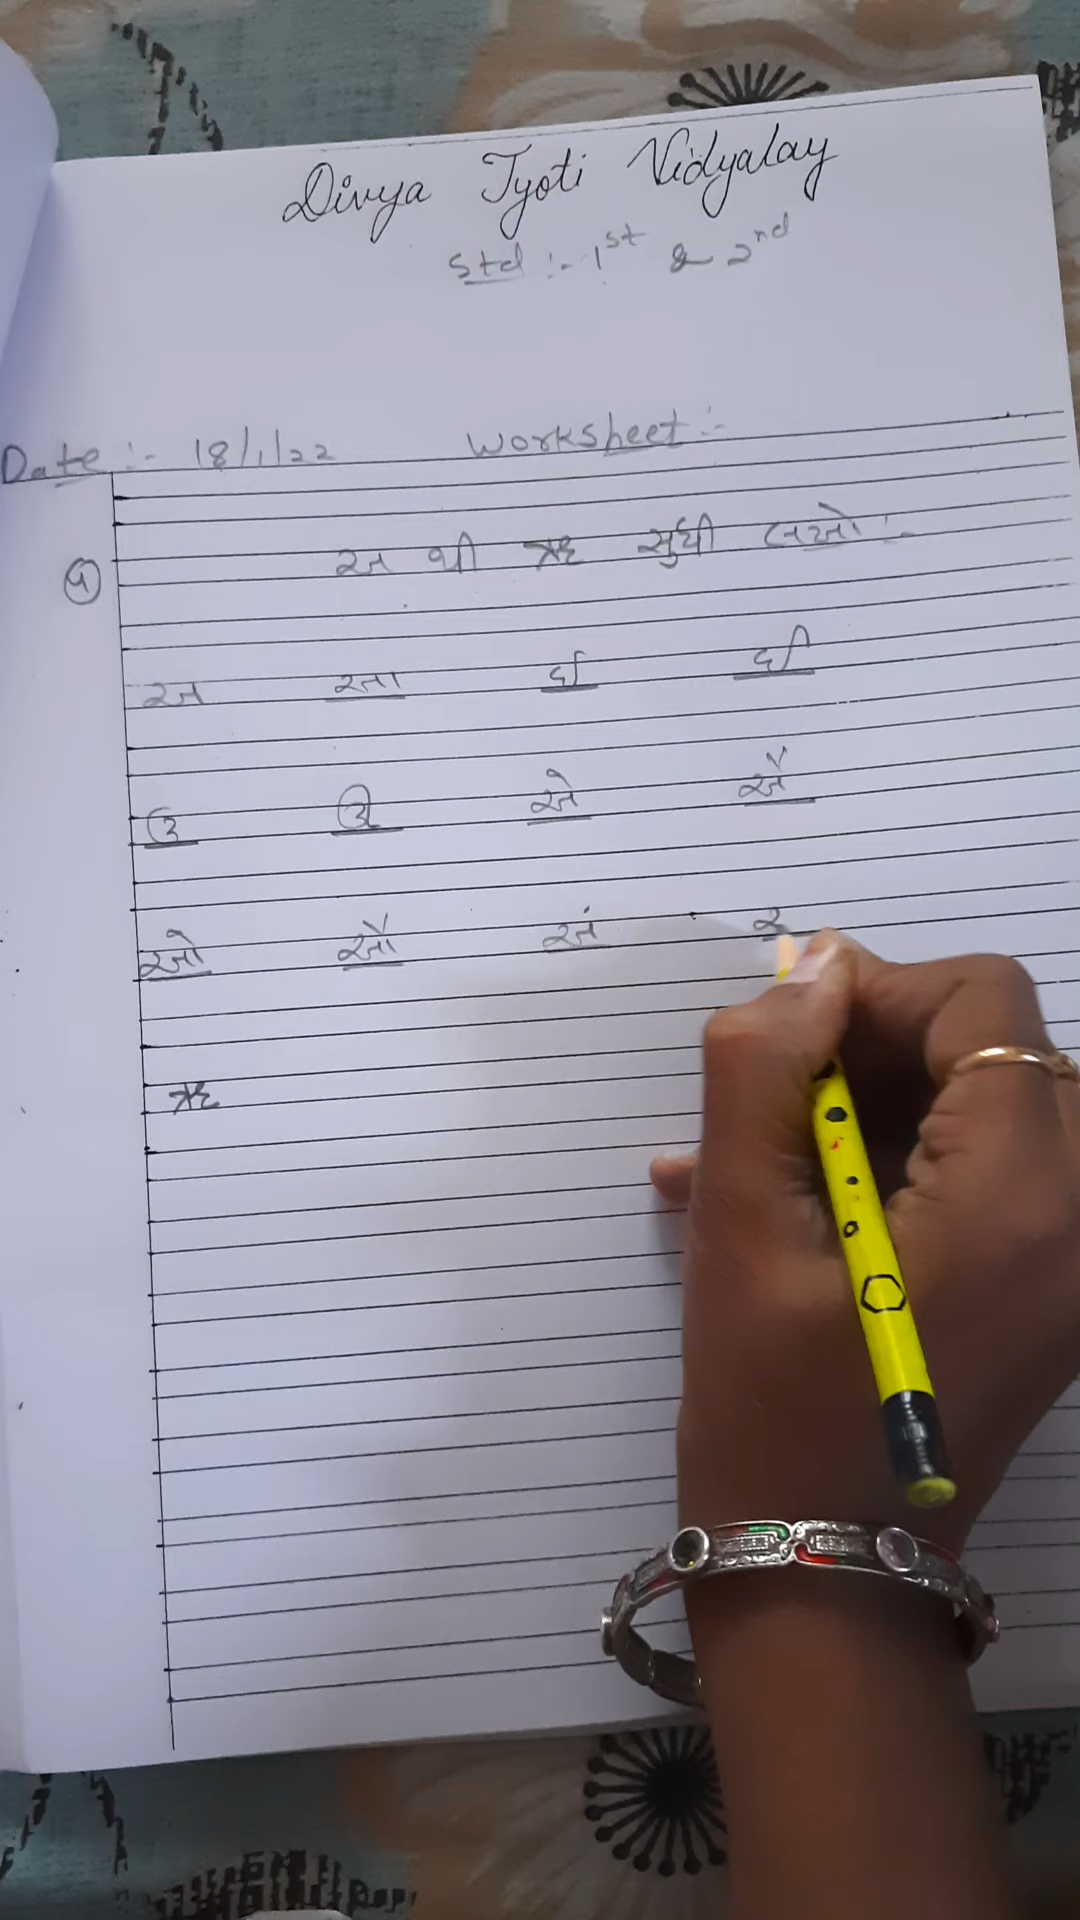 Divya Jyoti Vidyalay
Std :- 1st & 2nd
Date :- 18/1/22 Worksheet :-
૧ અ થી ઋ સુધી લખો :-
અ આ ઇ ઈ
ઉ ઊ એ ઐ
ઓ ઔ અં
ઋ